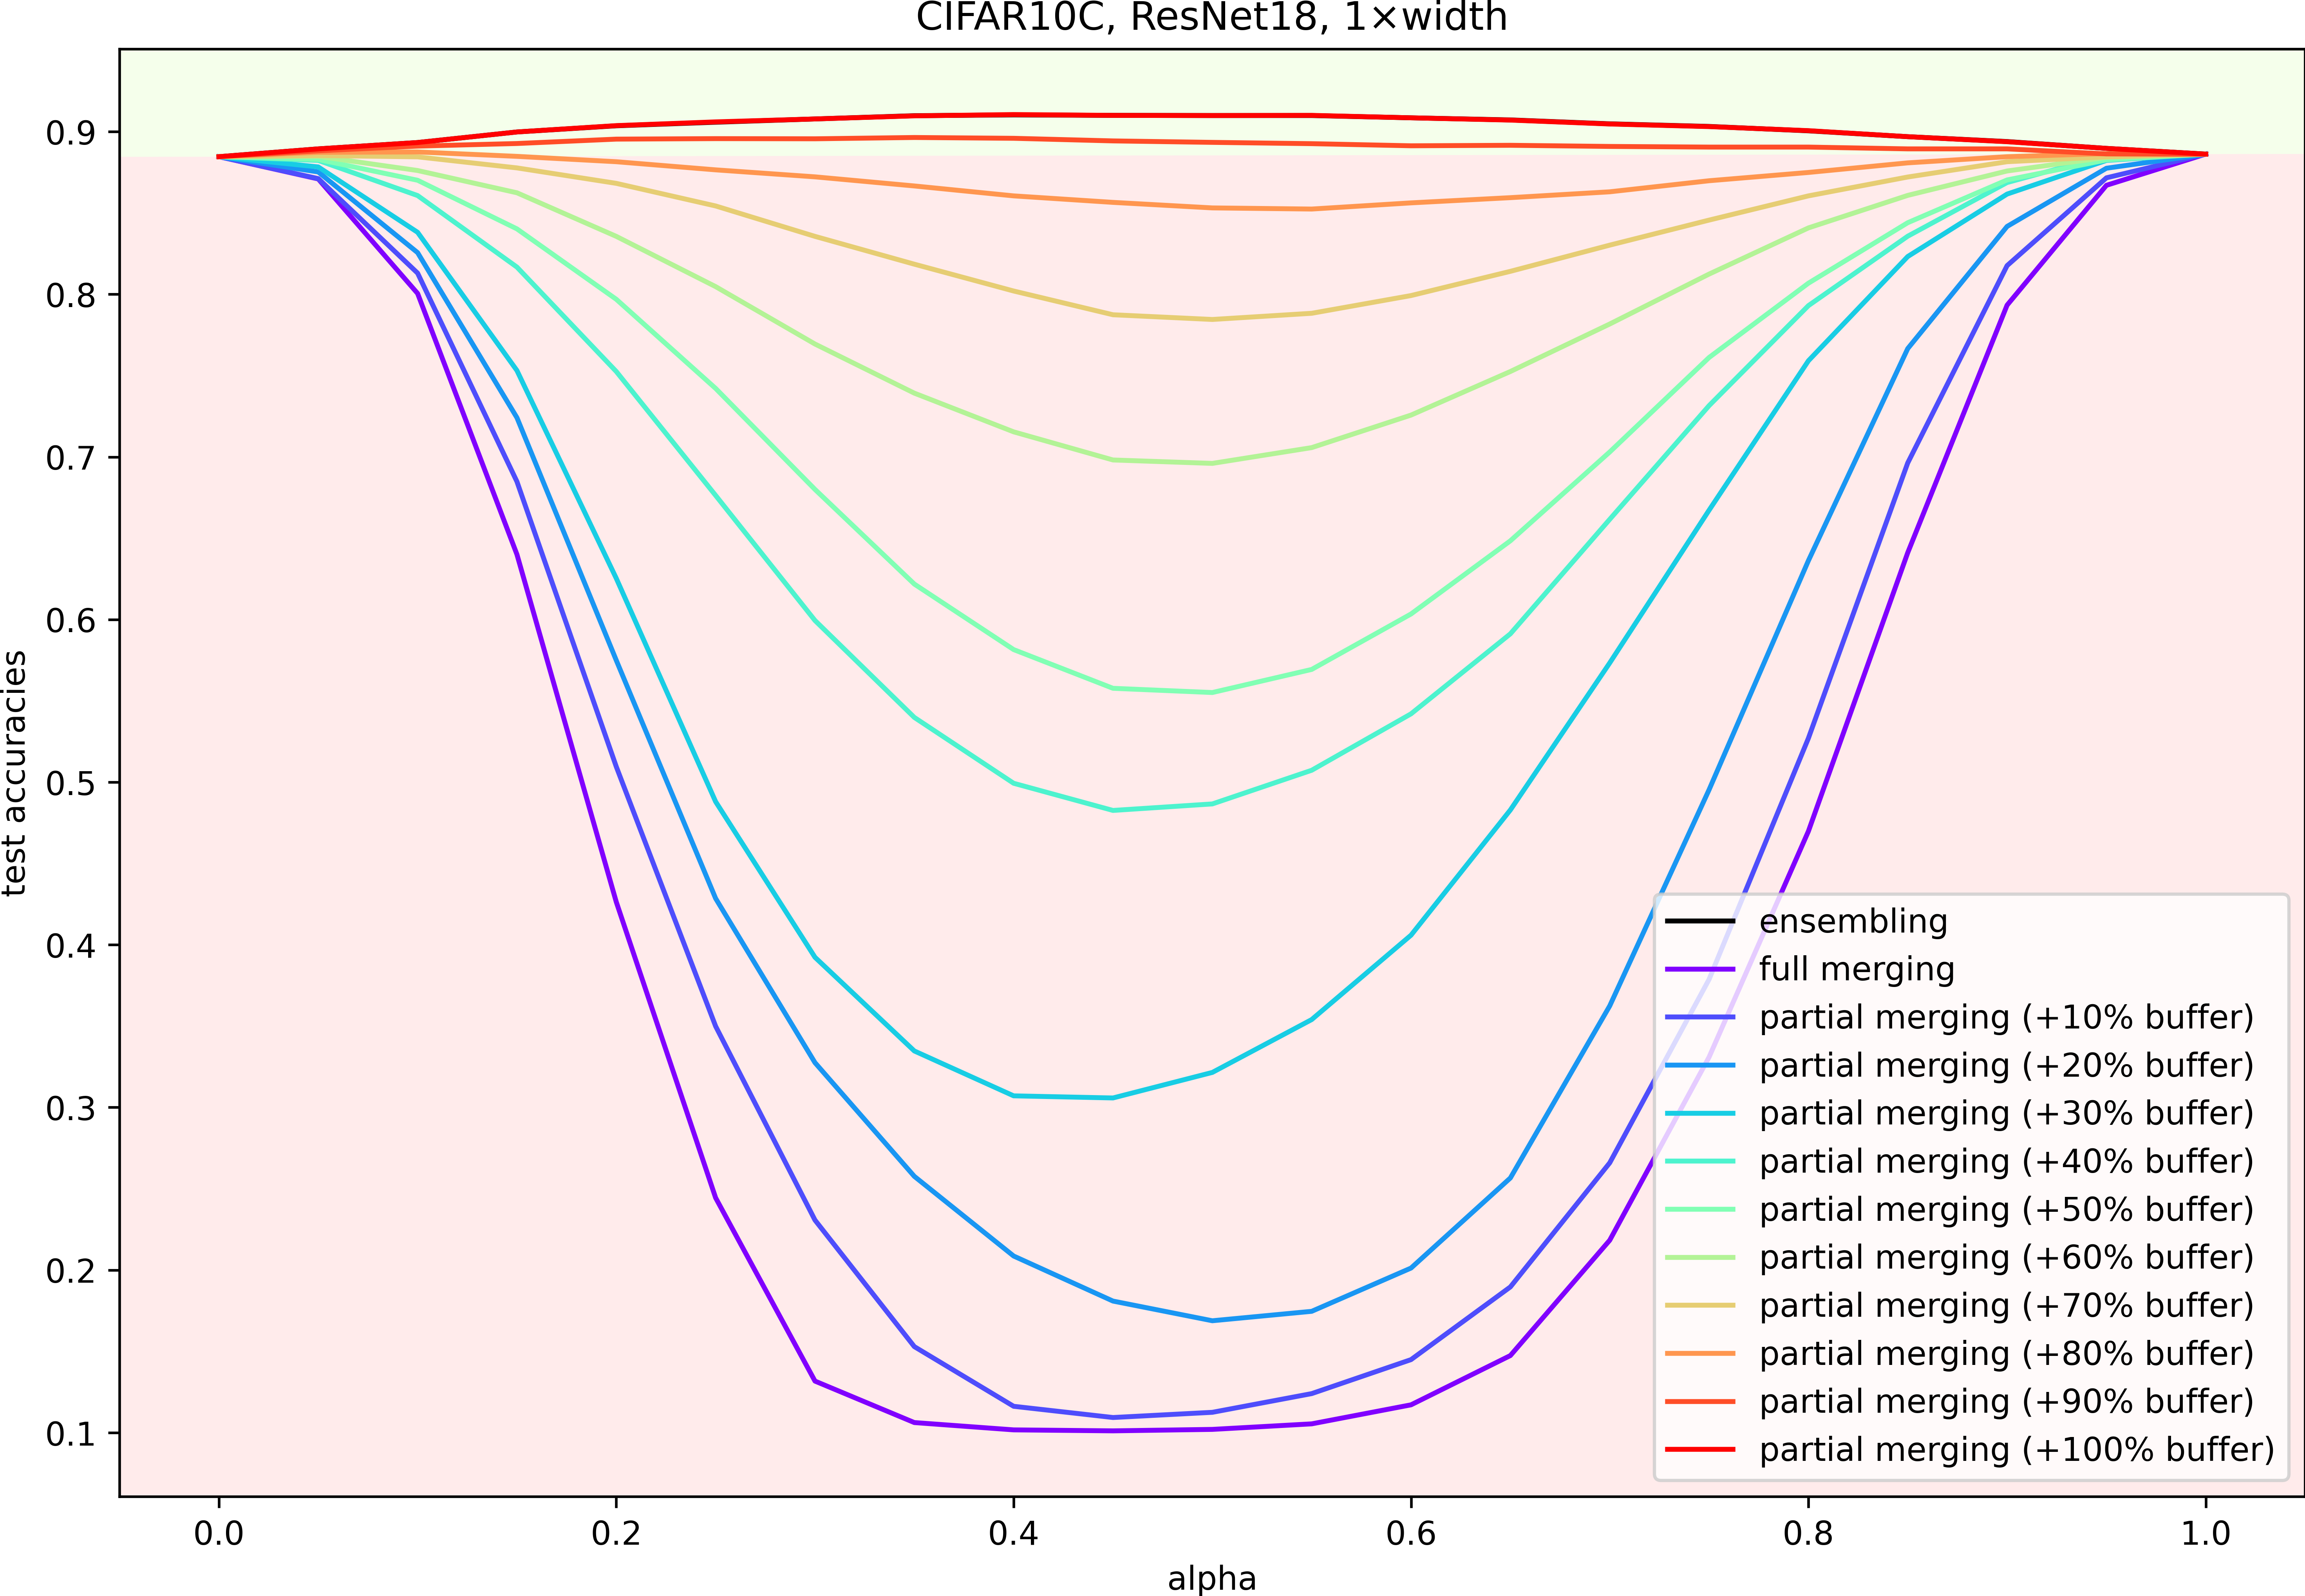 CIFAR10C, ResNet18, 1×width
test accuracies
0.9
0.8
0.7
0.6
0.5
0.4
0.3
0.2
0.1
ensembling
full merging
partial merging (+10% buffer)
partial merging (+20% buffer)
partial merging (+30% buffer)
partial merging (+40% buffer)
partial merging (+50% buffer)
partial merging (+60% buffer)
partial merging (+70% buffer)
partial merging (+80% buffer)
partial merging (+90% buffer)
partial merging (+100% buffer)
0.0 0.2 0.4 0.6 0.8 1.0
alpha